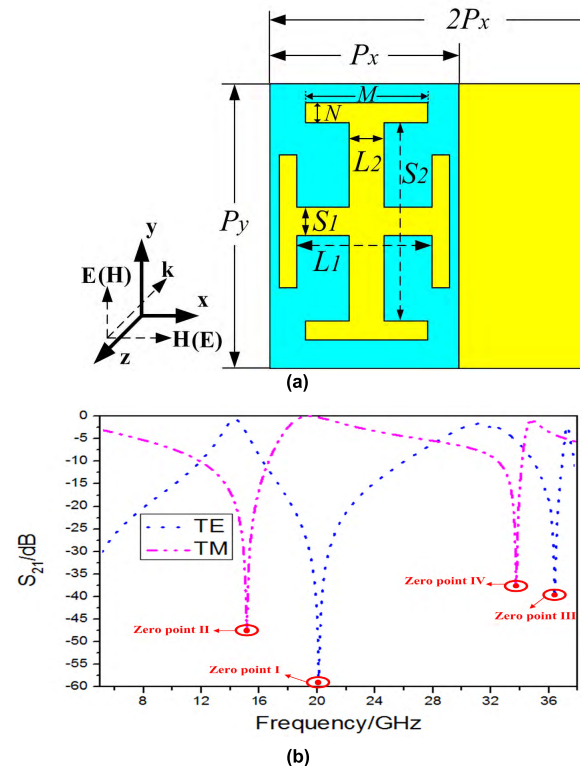 2Px
Px
M
N
L2
S2
Py
S1
L1
y
E(H)
k
x
z
H(E)
(a)
0
-5
-10
-15
-20
-25
-30
-35
-40
-45
-50
-55
-60
S21/dB
TE
TM
Zero point IV
Zero point III
Zero point II
Zero point I
8 12 16 20 24 28 32 36
Frequency/GHz
(b)